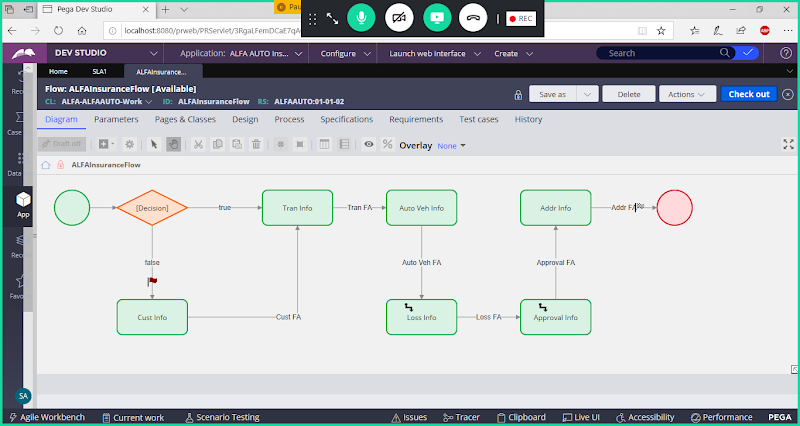 Pega Dev Studio
Pau
REC
localhost:8080/prweb/PRServlet/3RgaLFemDCaE7qA
DEV STUDIO
Application: ALFA AUTO Ins...
Configure
Launch web interface
Create
Search
Home
SLA1
ALFAInsurance...
Flow: ALFAInsuranceFlow [Available]
CL: ALFA-ALFAAUTO-Work ID: ALFAInsuranceFlow RS: ALFAAUTO:01-01-02
Save as
Delete
Actions
Check out
Diagram Parameters Pages & Classes Design Process Specifications Requirements Test cases History
Draft off
Overlay None
ALFAInsuranceFlow
[Decision] true Tran Info Tran FA Auto Veh Info Addr Info Addr FA
false Auto Veh FA Approval FA
Cust Info Cust FA Loss Info Loss FA Approval Info
Rec
Case
Data
App
Reco
Favo
SA
Agile Workbench Current work Scenario Testing Issues Tracer Clipboard Live UI Accessibility Performance PEGA